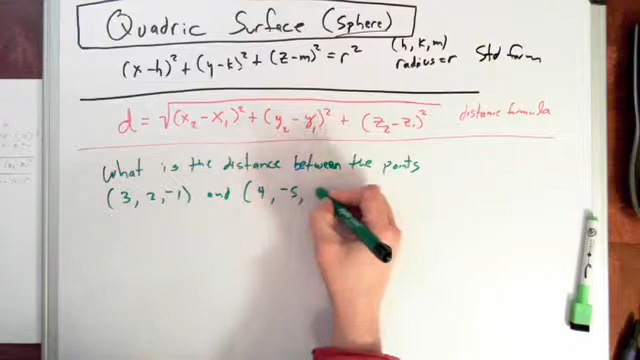 Quadric Surface (Sphere)
(x-h)² + (y-k)² + (z-m)² = r² (h, k, m) radius=r Std form
d = √(x₂-x₁)² + (y₂-y₁)² + (z₂-z₁)² distance formula
What is the distance between the points
(3, 2, -1) and (4, -5,